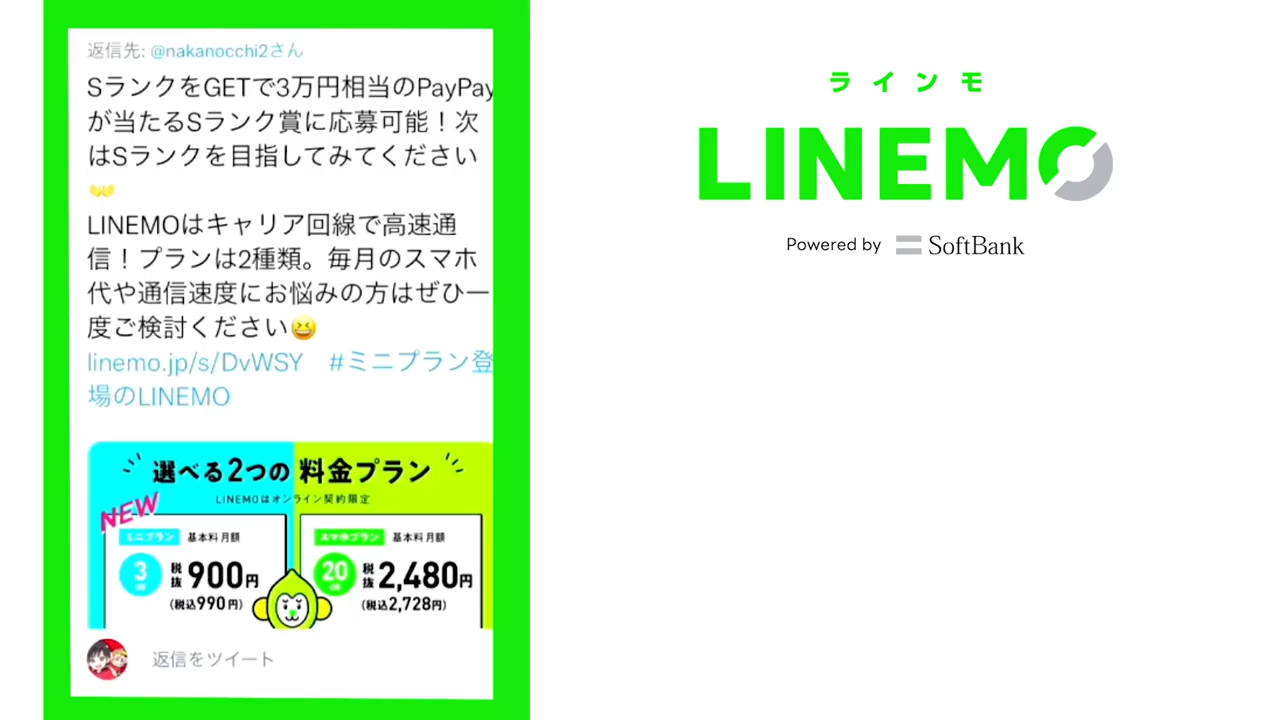 返信先: @nakanocchi2さん
SランクをGETで3万円相当のPayPay
が当たるSランク賞に応募可能！次
はSランクを目指してみてください
👐
LINEMOはキャリア回線で高速通
信！プランは2種類。毎月のスマホ
代や通信速度にお悩みの方はぜひ一
度ご検討ください😆
linemo.jp/s/DvWSY #ミニプラン登
場のLINEMO
選べる2つの 料金プラン
LINEMOはオンライン契約限定
NEW
ミニプラン 基本料 月額
3
税抜 900円
(税込990円)
スマホプラン 基本料 月額
20
税抜 2,480円
(税込2,728円)
返信をツイート
ラインモ
LINEMO
Powered by SoftBank